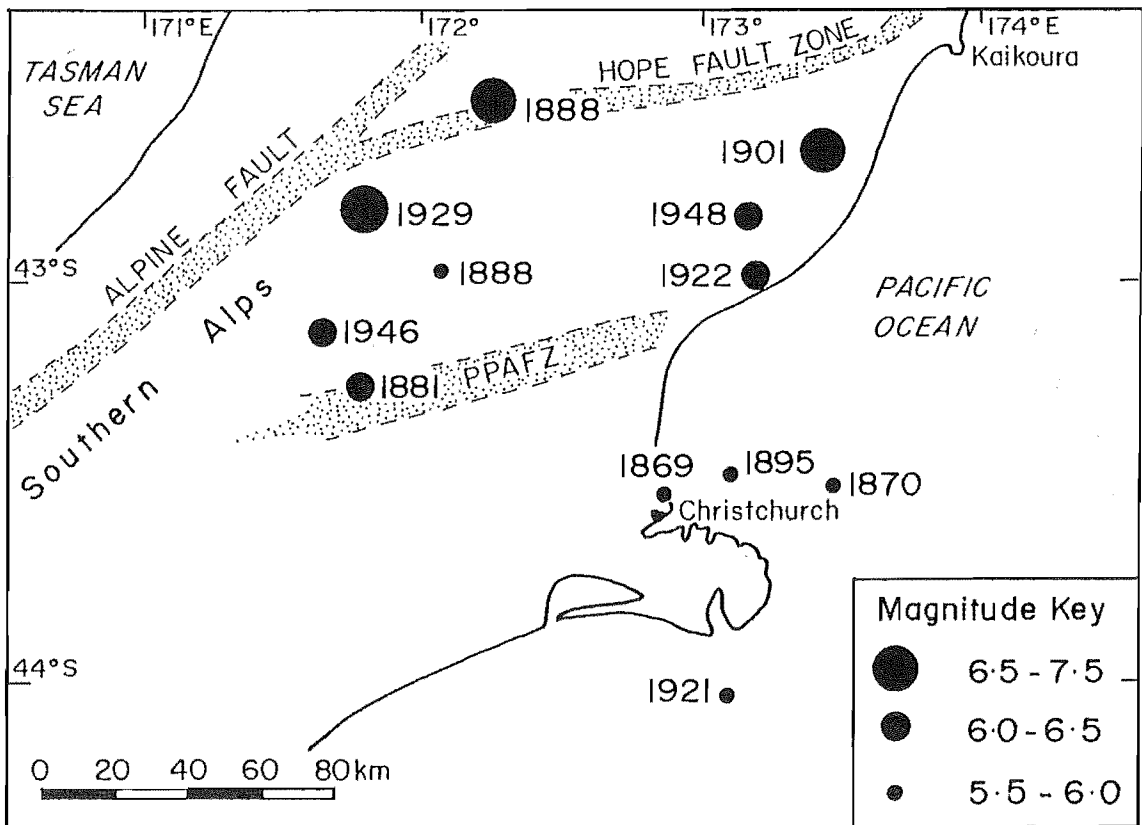 171°E
172°
173°
174°E
TASMAN
SEA
HOPE FAULT ZONE
Kaikoura
1888
1901
ALPINE FAULT
1929
1948
43°S
1888
1922
PACIFIC
OCEAN
Southern Alps
1946
1881
PPAFZ
1869
1895
1870
Christchurch
Magnitude Key
6·5 - 7·5
44°S
1921
6·0 - 6·5
0 20 40 60 80 km
5·5 - 6·0